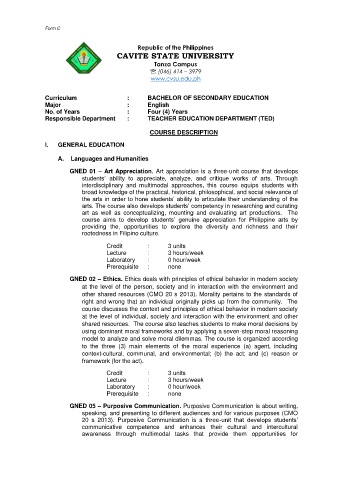 Form C
Republic of the Philippines
CAVITE STATE UNIVERSITY
Tanza Campus
☎ (046) 414 – 3979
www.cvsu.edu.ph
Curriculum : BACHELOR OF SECONDARY EDUCATION
Major : English
No. of Years : Four (4) Years
Responsible Department : TEACHER EDUCATION DEPARTMENT (TED)
COURSE DESCRIPTION
I. GENERAL EDUCATION
A. Languages and Humanities
GNED 01 – Art Appreciation. Art appreciation is a three-unit course that develops
students' ability to appreciate, analyze, and critique works of arts. Through
interdisciplinary and multimodal approaches, this course equips students with
broad knowledge of the practical, historical, philosophical, and social relevance of
the arts in order to hone students' ability to articulate their understanding of the
arts. The course also develops students' competency in researching and curating
art as well as conceptualizing, mounting and evaluating art productions. The
course aims to develop students' genuine appreciation for Philippine arts by
providing the, opportunities to explore the diversity and richness and their
rootedness in Filipino culture.
Credit : 3 units
Lecture : 3 hours/week
Laboratory : 0 hour/week
Prerequisite : none
GNED 02 – Ethics. Ethics deals with principles of ethical behavior in modern society
at the level of the person, society and in interaction with the environment and
other shared resources (CMO 20 s 2013). Morality pertains to the standards of
right and wrong that an individual originally picks up from the community. The
course discusses the context and principles of ethical behavior in modern society
at the level of individual, society and interaction with the environment and other
shared resources. The course also teaches students to make moral decisions by
using dominant moral frameworks and by applying a seven-step moral reasoning
model to analyze and solve moral dilemmas. The course is organized according
to the three (3) main elements of the moral experience (a) agent, including
context-cultural, communal, and environmental; (b) the act; and (c) reason or
framework (for the act).
Credit : 3 units
Lecture : 3 hours/week
Laboratory : 0 hour/week
Prerequisite : none
GNED 05 – Purposive Communication. Purposive Communication is about writing,
speaking, and presenting to different audiences and for various purposes (CMO
20 s 2013). Purposive Communication is a three-unit that develops students'
communicative competence and enhances their cultural and intercultural
awareness through multimodal tasks that provide them opportunities for